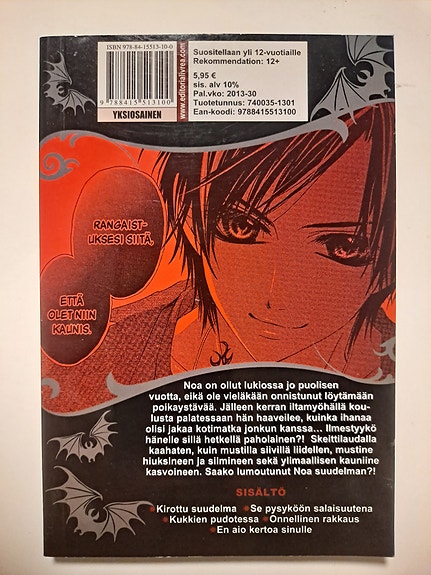 ISBN 978-84-15513-10-0
9788415513100
YKSIOSAINEN
www.editorialivrea.com
Suositellaan yli 12-vuotiaille
Rekommendation: 12+
5,95 €
sis. alv 10%
Pal.vko: 2013-30
Tuotetunnus: 740035-1301
Ean-koodi: 9788415513100
RANGAIST-
UKSESI SIITÄ,
ETTÄ
OLET NIIN
KAUNIS.
Noa on ollut lukiossa jo puolisen
vuotta, eikä ole vieläkään onnistunut löytämään
poikaystävää. Jälleen kerran iltamyöhällä kou-
lusta palatessaan hän haaveilee, kuinka ihanaa
olisi jakaa kotimatka jonkun kanssa... Ilmestyykö
hänelle sillä hetkellä paholainen?! Skeittilaudalla
kaahaten, kuin mustilla siivillä liidellen, mustine
hiuksineen ja silmineen sekä ylimaallisen kauniine
kasvoineen. Saako lumoutunut Noa suudelman?!
SISÄLTÖ
Kirottu suudelma Se pysyköön salaisuutena
Kukkien pudotessa Onnellinen rakkaus
En aio kertoa sinulle